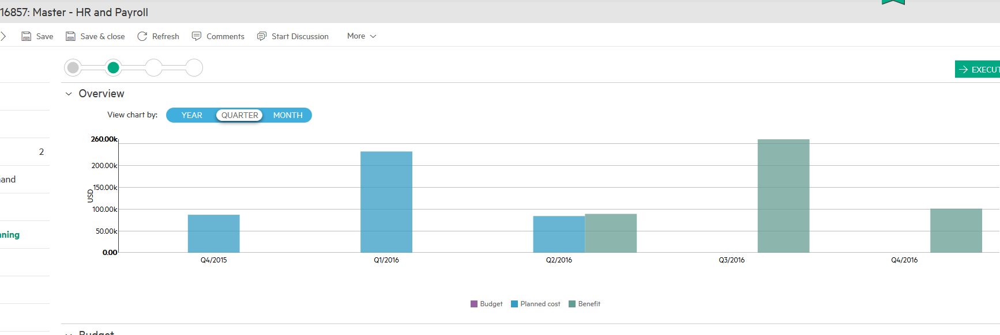 16857: Master - HR and Payroll
Save Save & close Refresh Comments Start Discussion More
EXECUT
Overview
View chart by: YEAR QUARTER MONTH
2
and
nning
260.00k
200.00k
150.00k
100.00k
50.00k
0.00
USD
Q4/2015 Q1/2016 Q2/2016 Q3/2016 Q4/2016
Budget Planned cost Benefit
Budget